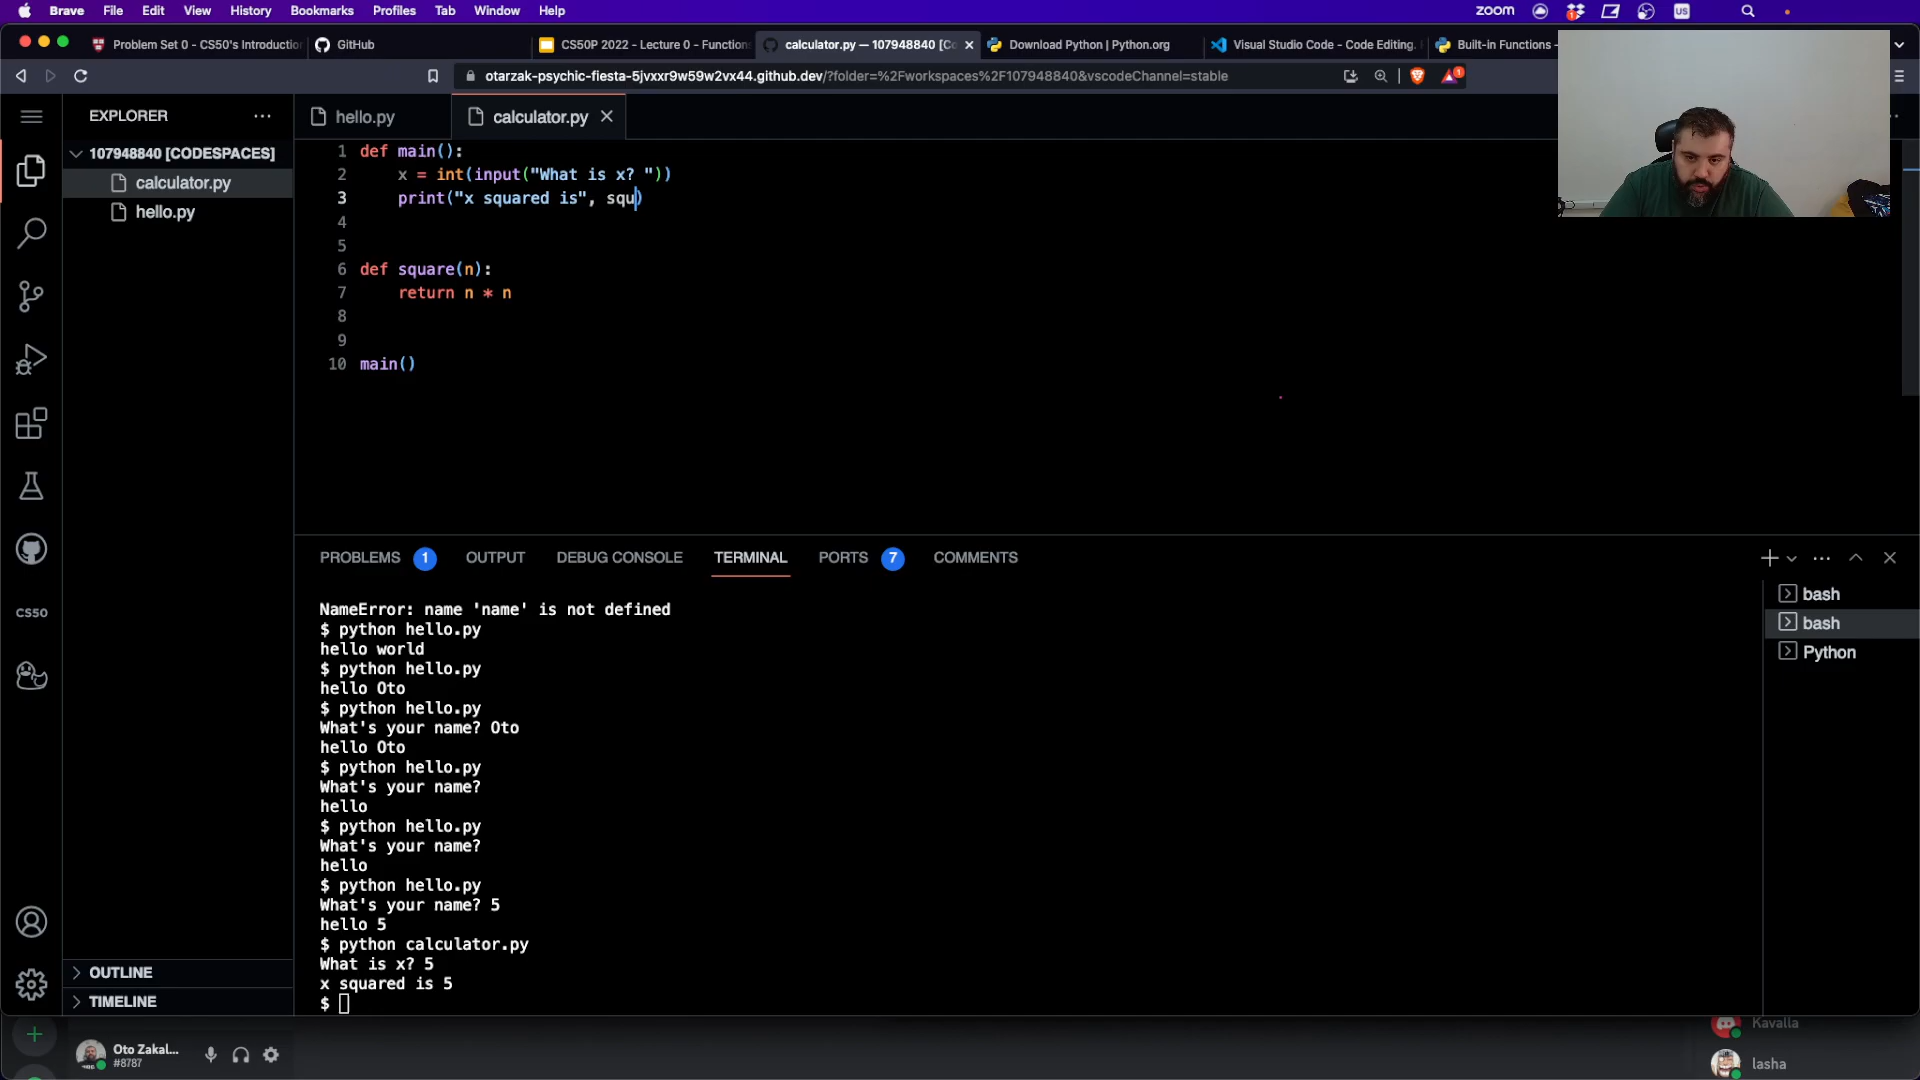 Brave File Edit View History Bookmarks Profiles Tab Window Help zoom US
Problem Set 0 - CS50's Introduction
GitHub
CS50P 2022 - Lecture 0 - Function
calculator.py — 107948840 [Co
Download Python | Python.org
Visual Studio Code - Code Editing.
Built-in Functions -
otarzak-psychic-fiesta-5jvxxr9w59w2vx44.github.dev/?folder=%2Fworkspaces%2F107948840&vscodeChannel=stable
1
EXPLORER
hello.py
calculator.py
107948840 [CODESPACES]
calculator.py
hello.py
1 def main():
2 x = int(input("What is x? "))
3 print("x squared is", squ)
4
5
6 def square(n):
7 return n * n
8
9
10 main()
CS50
PROBLEMS 1 OUTPUT DEBUG CONSOLE TERMINAL PORTS 7 COMMENTS
NameError: name 'name' is not defined
$ python hello.py
hello world
$ python hello.py
hello Oto
$ python hello.py
What's your name? Oto
hello Oto
$ python hello.py
What's your name?
hello
$ python hello.py
What's your name?
hello
$ python hello.py
What's your name? 5
hello 5
$ python calculator.py
What is x? 5
x squared is 5
$
bash
bash
Python
OUTLINE
TIMELINE
Oto Zakal...
#8787
Kavalla
lasha